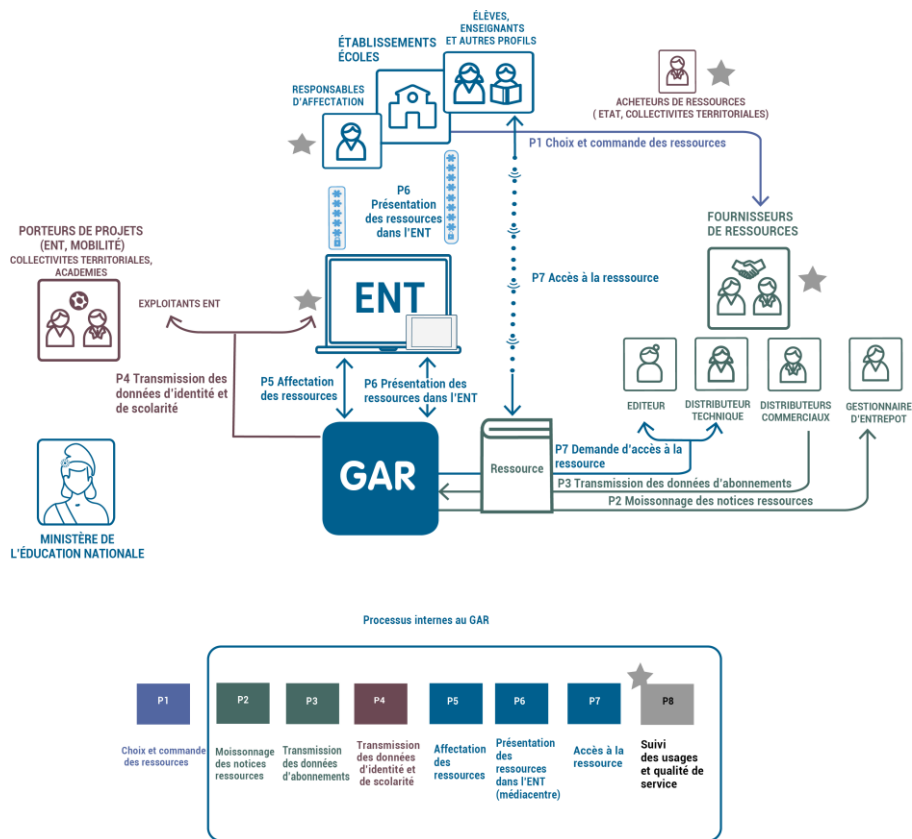 ÉLÈVES,
ENSEIGNANTS
ET AUTRES PROFILS
ÉTABLISSEMENTS
ÉCOLES
RESPONSABLES
D'AFFECTATION
ACHETEURS DE RESSOURCES
( ETAT, COLLECTIVITES TERRITORIALES)
P1 Choix et commande des ressources
P6
Présentation
des ressources
dans l'ENT
FOURNISSEURS
DE RESSOURCES
PORTEURS DE PROJETS
(ENT, MOBILITÉ)
COLLECTIVITES TERRITORIALES,
ACADEMIES
EXPLOITANTS ENT
ENT
P7 Accès à la resssource
P4 Transmission des
données d'identité et
de scolarité
P5 Affectation
des ressources
P6 Présentation des
ressources dans l'ENT
EDITEUR
DISTRIBUTEUR
TECHNIQUE
DISTRIBUTEURS
COMMERCIAUX
GESTIONNAIRE
D'ENTREPOT
GAR
Ressource
P7 Demande d'accès à la
ressource
P3 Transmission des données d'abonnements
P2 Moissonnage des notices ressources
MINISTÈRE DE
L'ÉDUCATION NATIONALE
Processus internes au GAR
P1
P2
P3
P4
P5
P6
P7
P8
Choix et commande
des ressources
Moissonnage
des notices
ressources
Transmission
des données
d'abonnements
Transmission
des données
d'identité et
de scolarité
Affectation
des
ressources
Présentation
des
ressources
dans l'ENT
(médiacentre)
Accès à la
ressource
Suivi
des usages
et qualité de
service